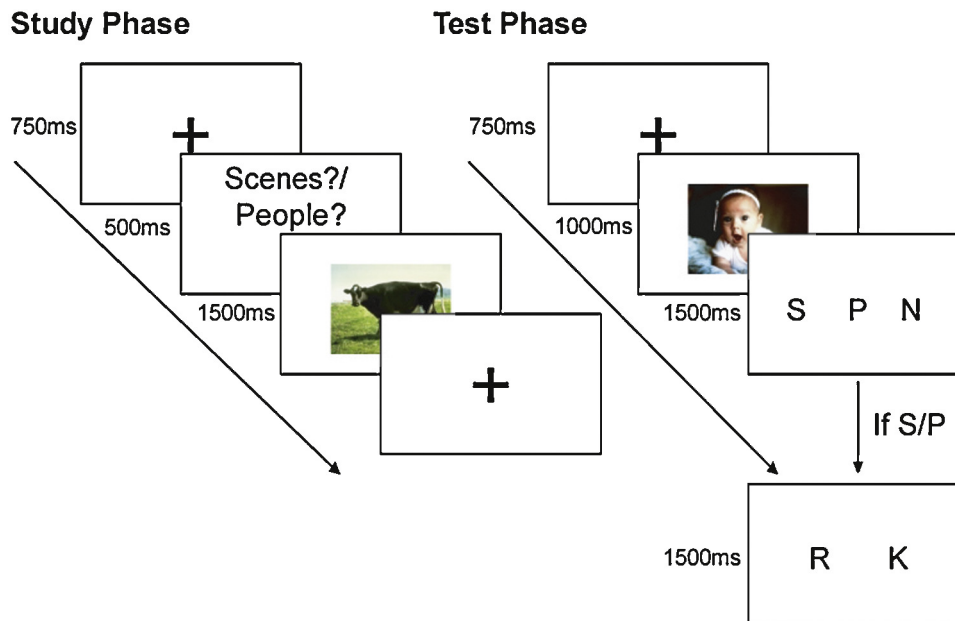 Study Phase
750ms
Scenes?/
People?
500ms
1500ms
Test Phase
750ms
1000ms
1500ms
S P N
If S/P
1500ms
R K